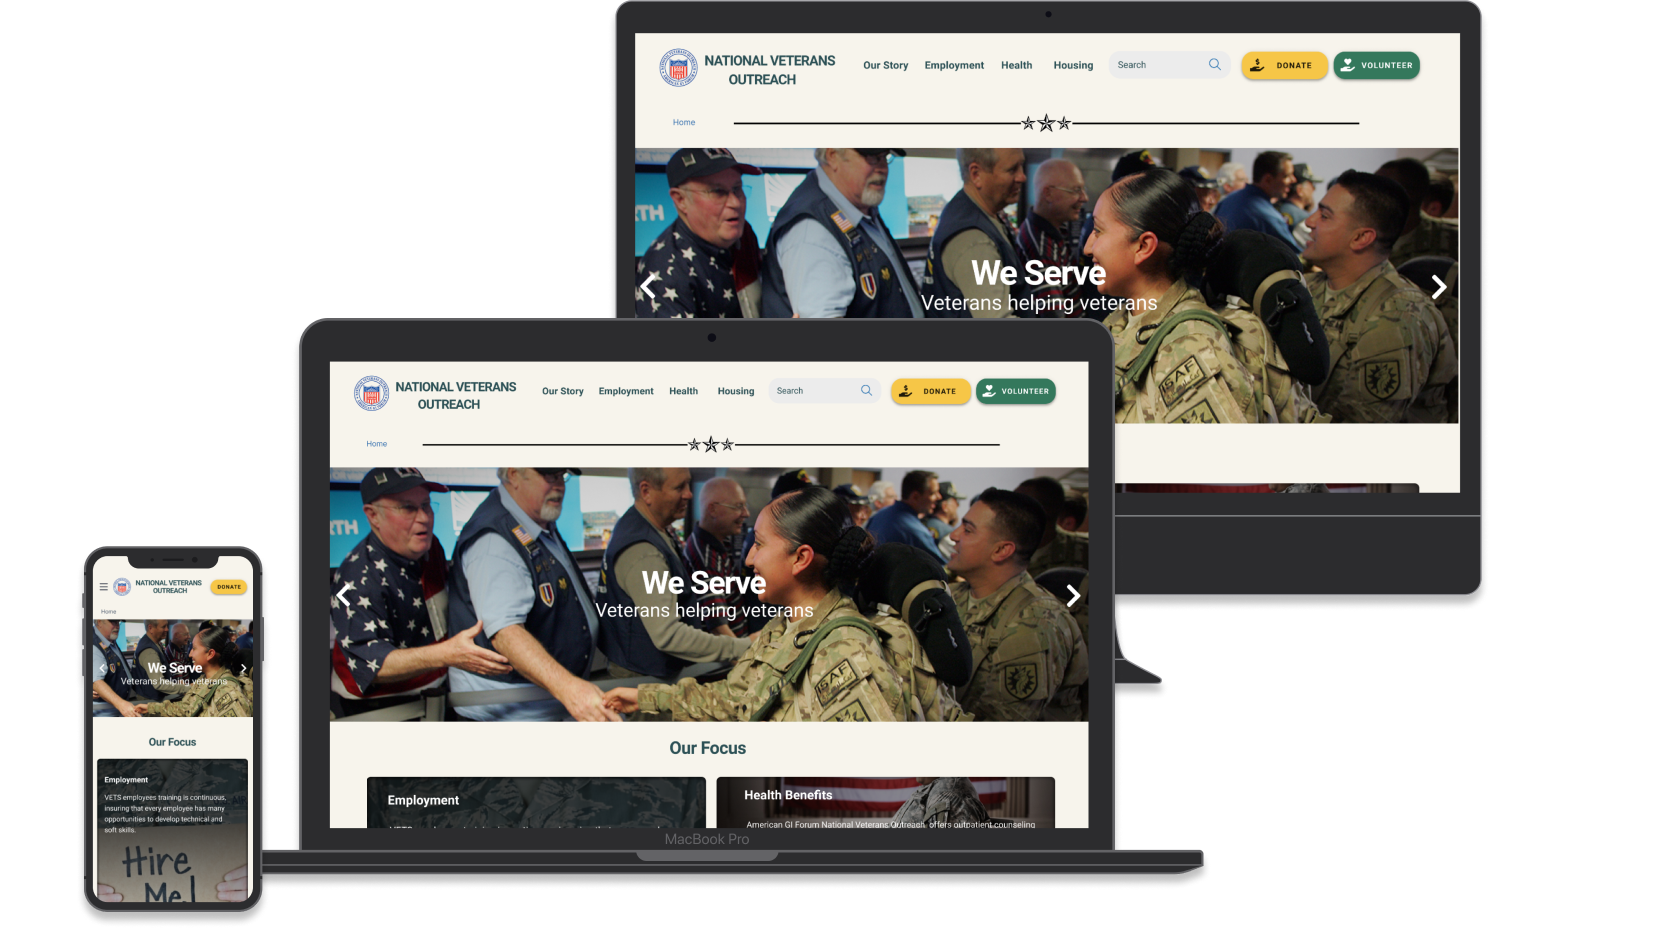 NATIONAL VETERANS
OUTREACH
Our Story
Employment
Health
Housing
Search
DONATE
VOLUNTEER
Home
TH
We Serve
Veterans helping veterans
ISAF
NATIONAL VETERANS
OUTREACH
Our Story
Employment
Health
Housing
Search
DONATE
VOLUNTEER
Home
RTH
We Serve
Veterans helping veterans
ISAF
Our Focus
Employment
Health Benefits
American GI Forum National Veterans Outreach, offers outpatient counseling
MacBook Pro
NATIONAL VETERANS
OUTREACH
DONATE
Home
We Serve
Veterans helping veterans
Our Focus
Employment
VETS employees training is continuous,
insuring that every employee has many
opportunities to develop technical and
soft skills.
Hire
Me!